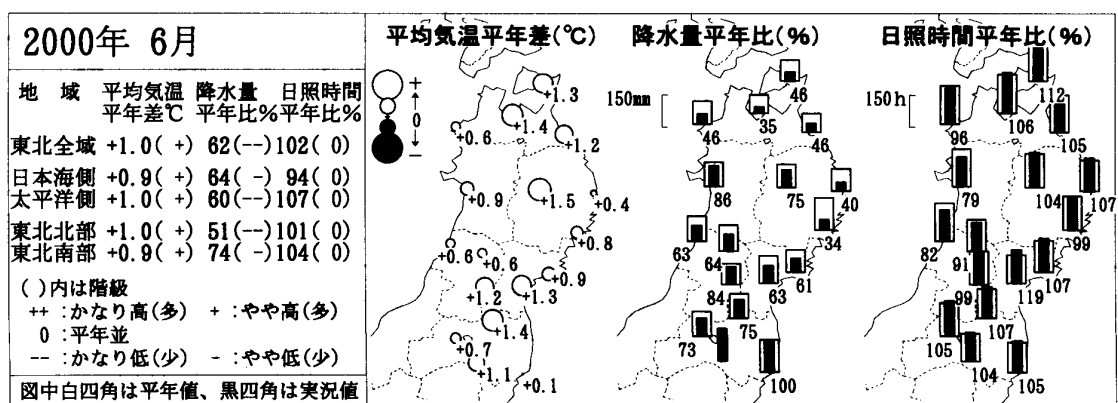 2000年 6月
地 域 平均気温 降水量 日照時間
平年差℃ 平年比% 平年比%
東北全域 +1.0( +) 62(--)102( 0)
日本海側 +0.9( +) 64( -) 94( 0)
太平洋側 +1.0( +) 60(--)107( 0)
東北北部 +1.0( +) 51(--)101( 0)
東北南部 +0.9( +) 74( -)104( 0)
( )内は階級
++ :かなり高(多) + :やや高(多)
0 :平年並
-- :かなり低(少) - :やや低(少)
図中白四角は平年値、黒四角は実況値
平均気温平年差(℃)
+
0
-
+1.3
+1.4
+0.6
+1.2
+0.9
+1.5
+0.4
+0.8
+0.6
+0.6
+0.9
+1.2
+1.3
+1.4
+0.7
+1.1
+0.1
降水量平年比(%)
150mm
46
35
46
46
86
75
40
34
63
64
61
84
63
75
73
100
日照時間平年比(%)
150h
112
106
96
105
79
104
107
99
82
91
107
99
119
107
105
104
105